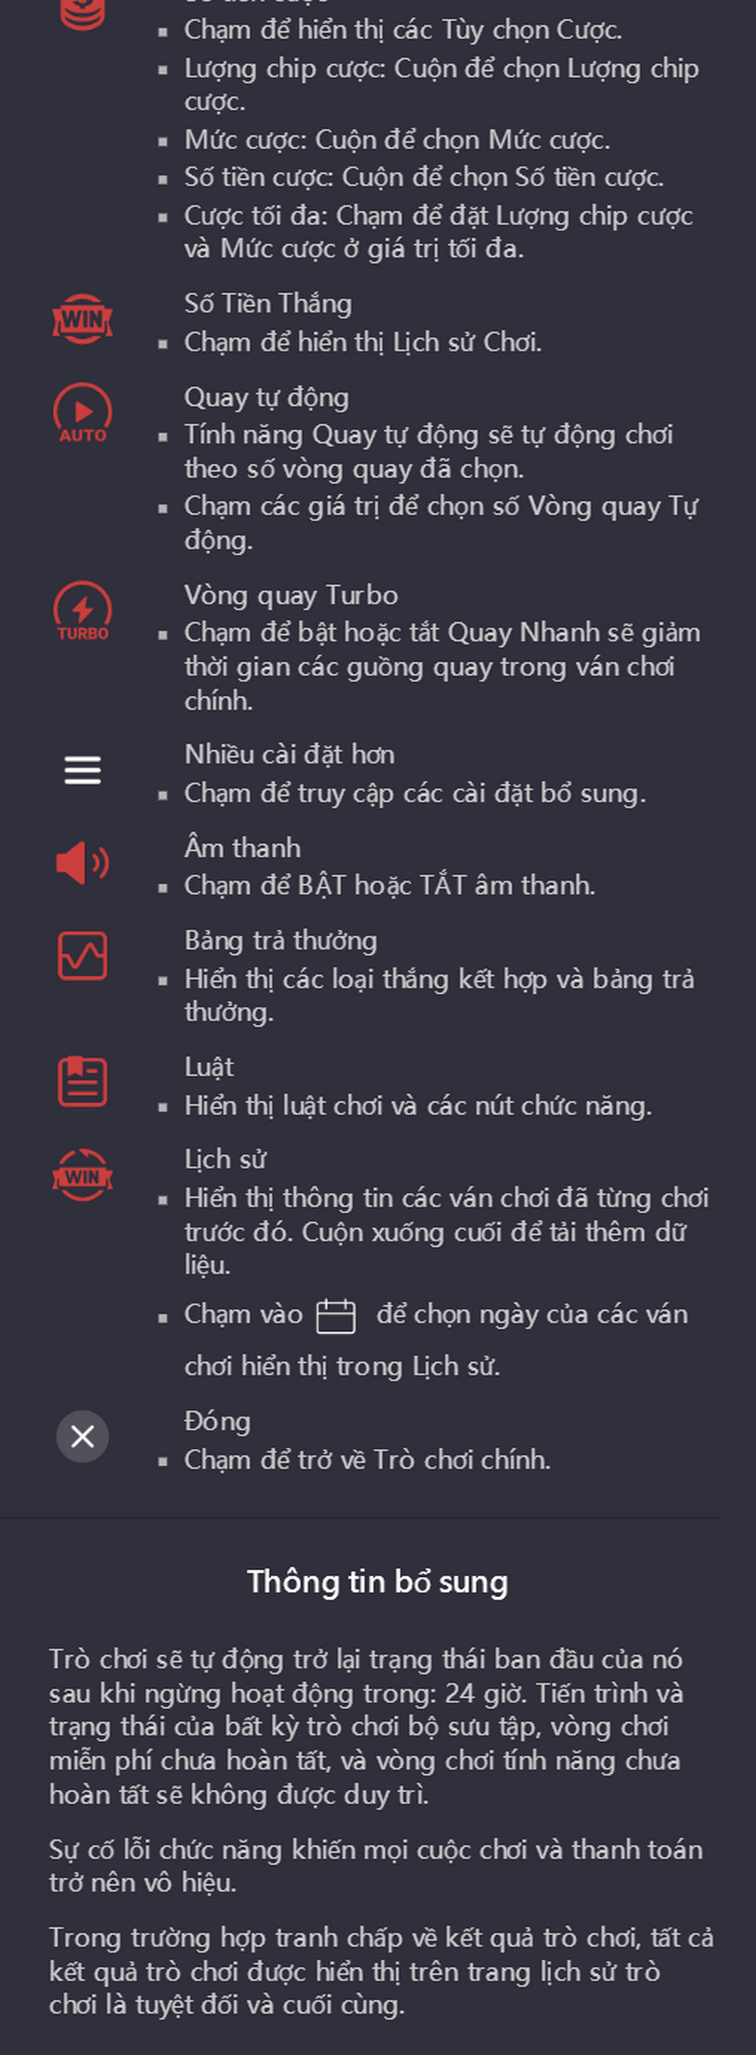 Chạm để hiển thị các Tùy chọn Cược.
Lượng chip cược: Cuộn để chọn Lượng chip
cược.
Mức cược: Cuộn để chọn Mức cược.
Số tiền cược: Cuộn để chọn Số tiền cược.
Cược tối đa: Chạm để đặt Lượng chip cược
và Mức cược ở giá trị tối đa.
WIN
Số Tiền Thắng
Chạm để hiển thị Lịch sử Chơi.
AUTO
Quay tự động
Tính năng Quay tự động sẽ tự động chơi
theo số vòng quay đã chọn.
Chạm các giá trị để chọn số Vòng quay Tự
động.
TURBO
Vòng quay Turbo
Chạm để bật hoặc tắt Quay Nhanh sẽ giảm
thời gian các guồng quay trong ván chơi
chính.
Nhiều cài đặt hơn
Chạm để truy cập các cài đặt bổ sung.
Âm thanh
Chạm để BẬT hoặc TẮT âm thanh.
Bảng trả thưởng
Hiển thị các loại thắng kết hợp và bảng trả
thưởng.
Luật
Hiển thị luật chơi và các nút chức năng.
WIN
Lịch sử
Hiển thị thông tin các ván chơi đã từng chơi
trước đó. Cuộn xuống cuối để tải thêm dữ
liệu.
Chạm vào để chọn ngày của các ván
chơi hiển thị trong Lịch sử.
Đóng
Chạm để trở về Trò chơi chính.
Thông tin bổ sung
Trò chơi sẽ tự động trở lại trạng thái ban đầu của nó
sau khi ngừng hoạt động trong: 24 giờ. Tiến trình và
trạng thái của bất kỳ trò chơi bộ sưu tập, vòng chơi
miễn phí chưa hoàn tất, và vòng chơi tính năng chưa
hoàn tất sẽ không được duy trì.
Sự cố lỗi chức năng khiến mọi cuộc chơi và thanh toán
trở nên vô hiệu.
Trong trường hợp tranh chấp về kết quả trò chơi, tất cả
kết quả trò chơi được hiển thị trên trang lịch sử trò
chơi là tuyệt đối và cuối cùng.